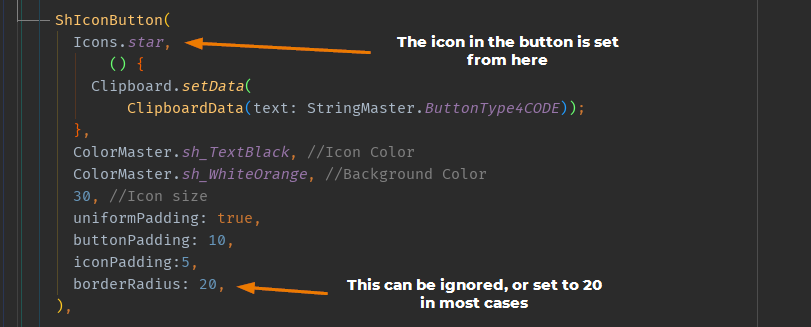 ShIconButton(
Icons.star,
The icon in the button is set
from here
() {
Clipboard.setData(
ClipboardData(text: StringMaster.ButtonType4CODE));
},
ColorMaster.sh_TextBlack, //Icon Color
ColorMaster.sh_WhiteOrange, //Background Color
30, //Icon size
uniformPadding: true,
buttonPadding: 10,
iconPadding:5,
borderRadius: 20,
This can be ignored, or set to 20
in most cases
),